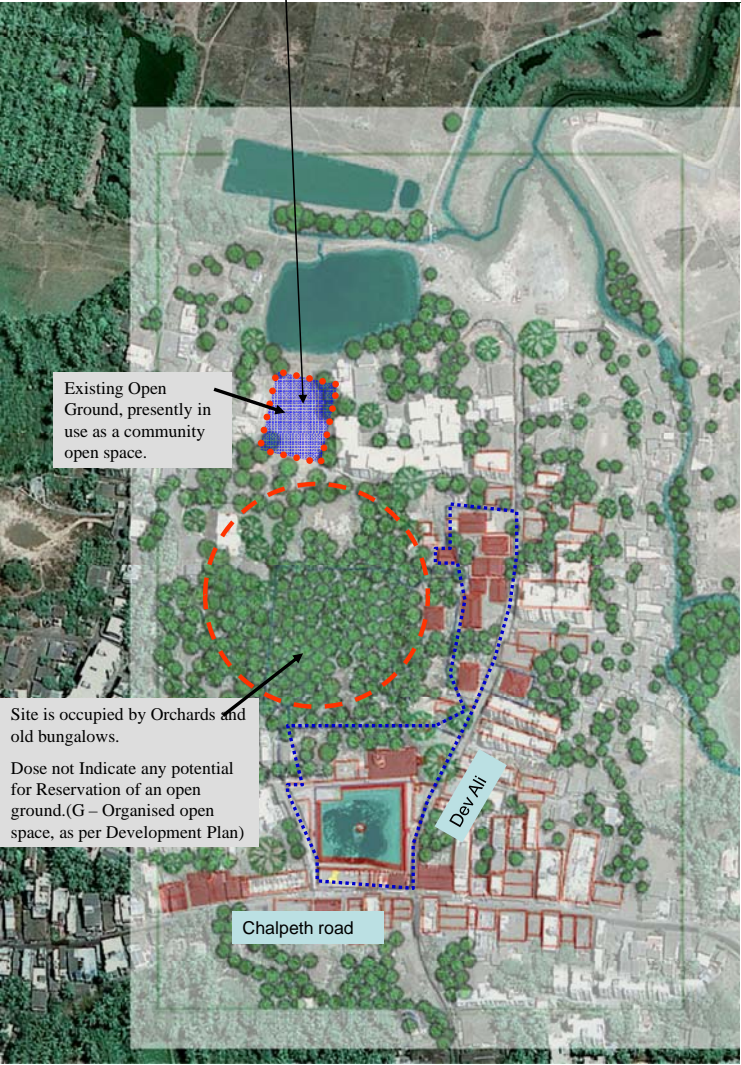 Existing Open
Ground, presently in
use as a community
open space.
Site is occupied by Orchards and
old bungalows.
Dose not Indicate any potential
for Reservation of an open
ground.(G – Organised open
space, as per Development Plan)
Dev Ali
Chalpeth road